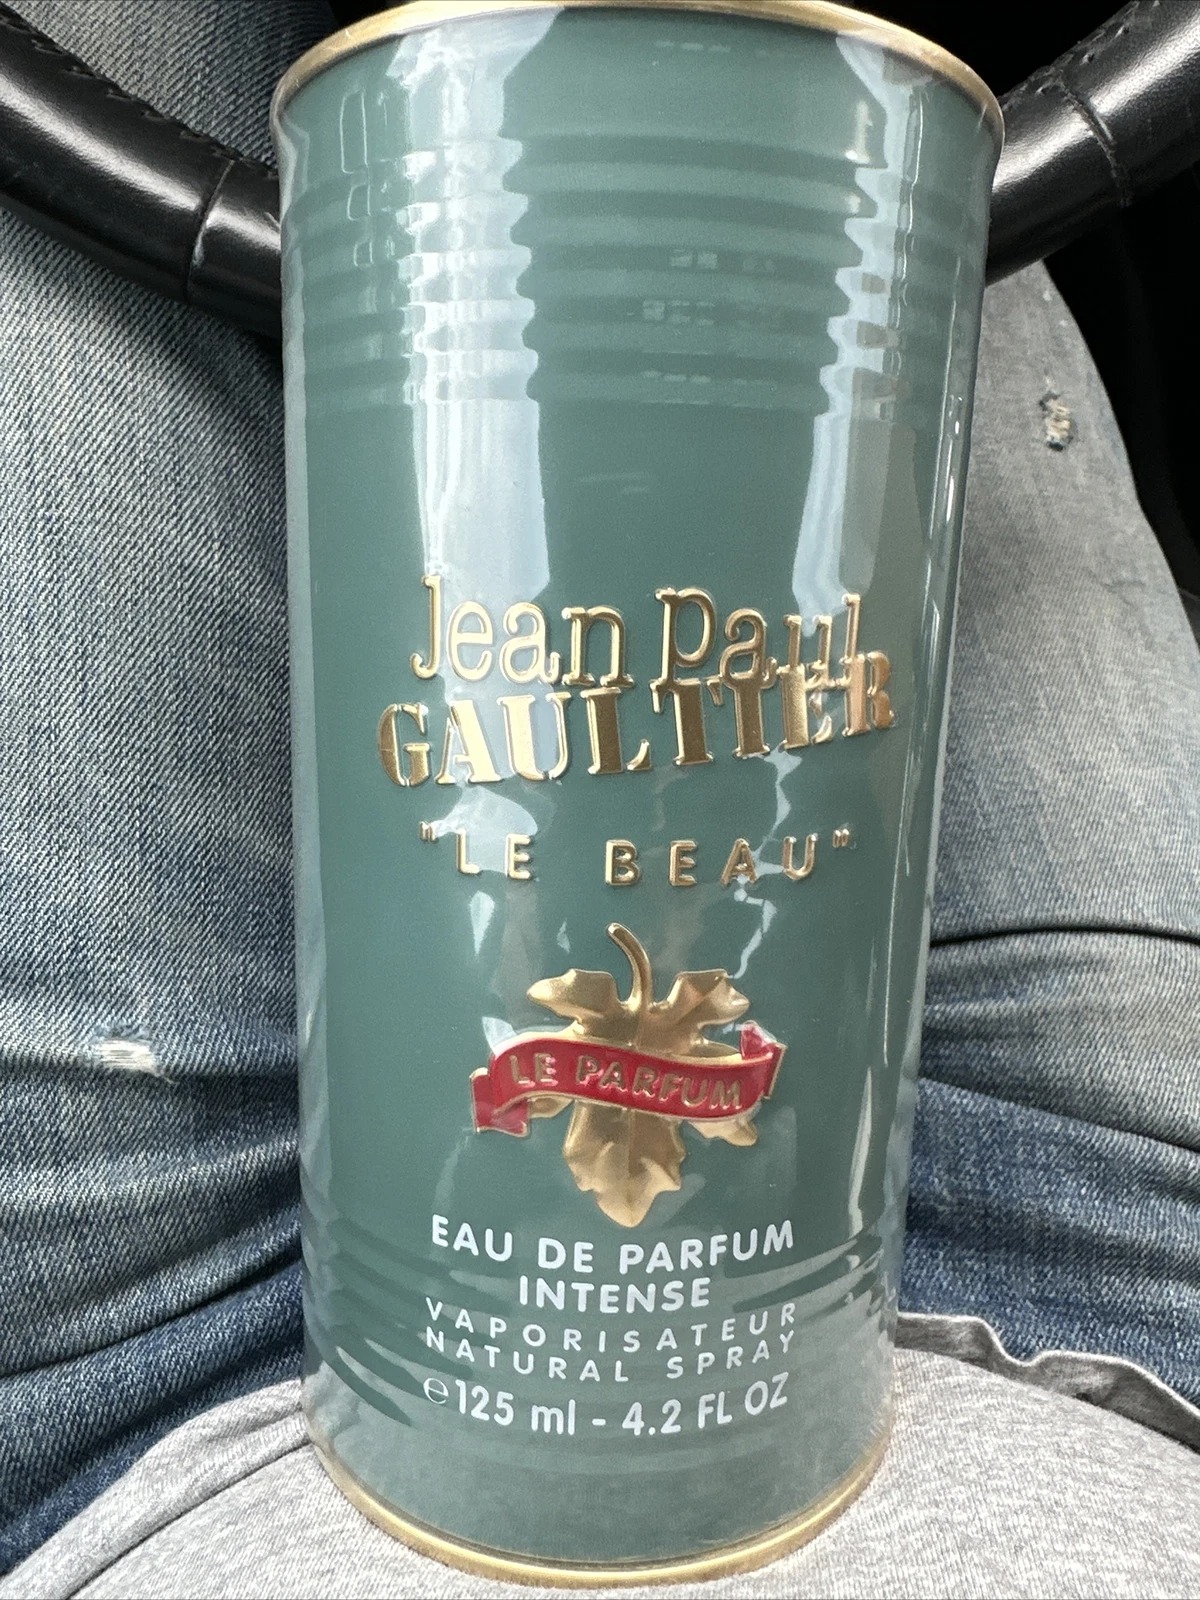 Jean Paul
GAULTIER
"LE BEAU"
LE PARFUM
EAU DE PARFUM
INTENSE
VAPORISATEUR
NATURAL SPRAY
℮125 ml - 4.2 FL OZ